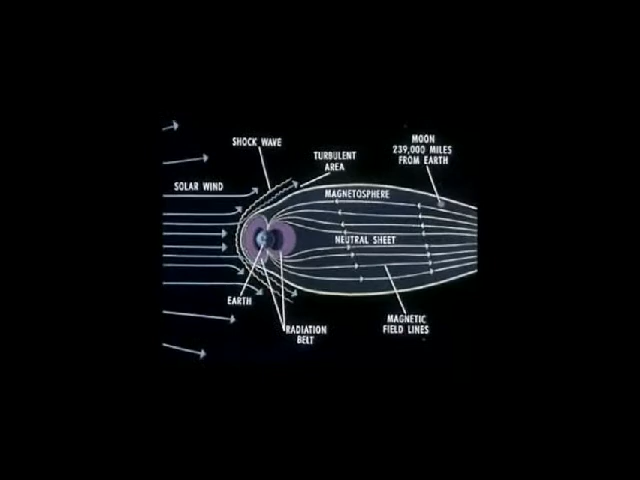 SHOCK WAVE
TURBULENT
AREA
MOON
239,000 MILES
FROM EARTH
SOLAR WIND
MAGNETOSPHERE
NEUTRAL SHEET
EARTH
RADIATION
BELT
MAGNETIC
FIELD LINES